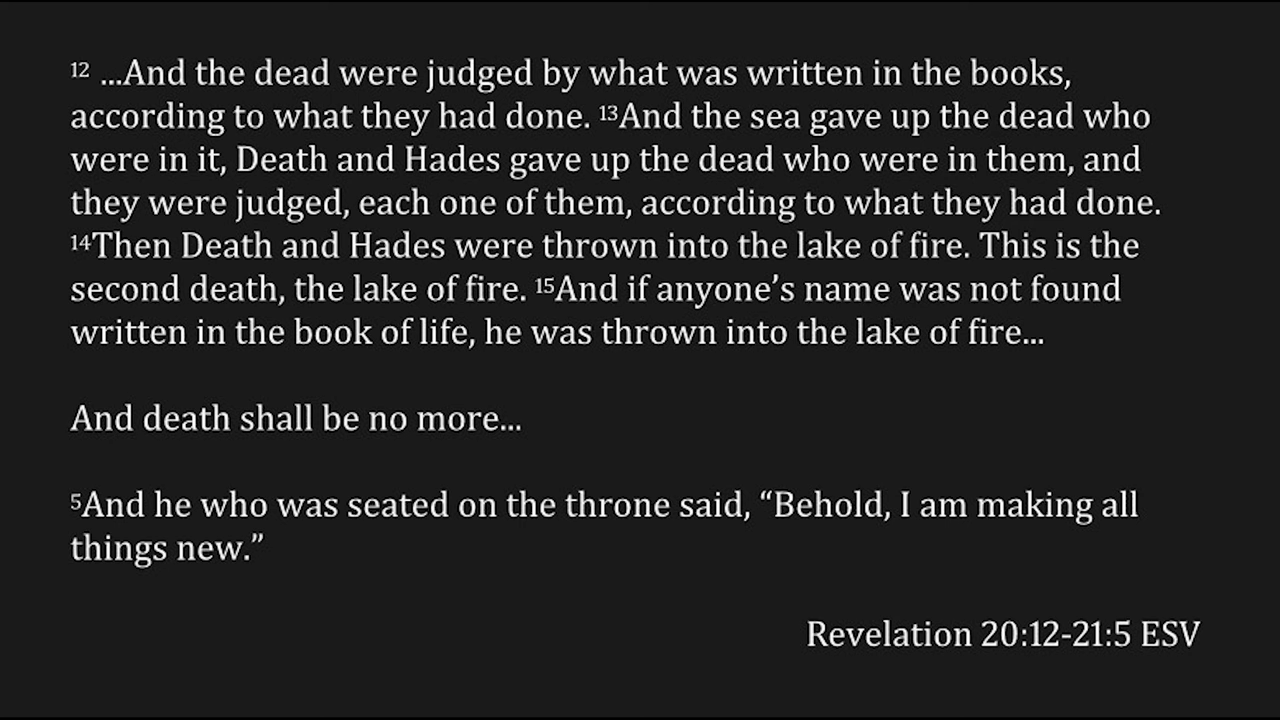 12 ...And the dead were judged by what was written in the books,
according to what they had done. 13And the sea gave up the dead who
were in it, Death and Hades gave up the dead who were in them, and
they were judged, each one of them, according to what they had done.
14Then Death and Hades were thrown into the lake of fire. This is the
second death, the lake of fire. 15And if anyone’s name was not found
written in the book of life, he was thrown into the lake of fire...
And death shall be no more...
5And he who was seated on the throne said, “Behold, I am making all
things new.”
Revelation 20:12-21:5 ESV